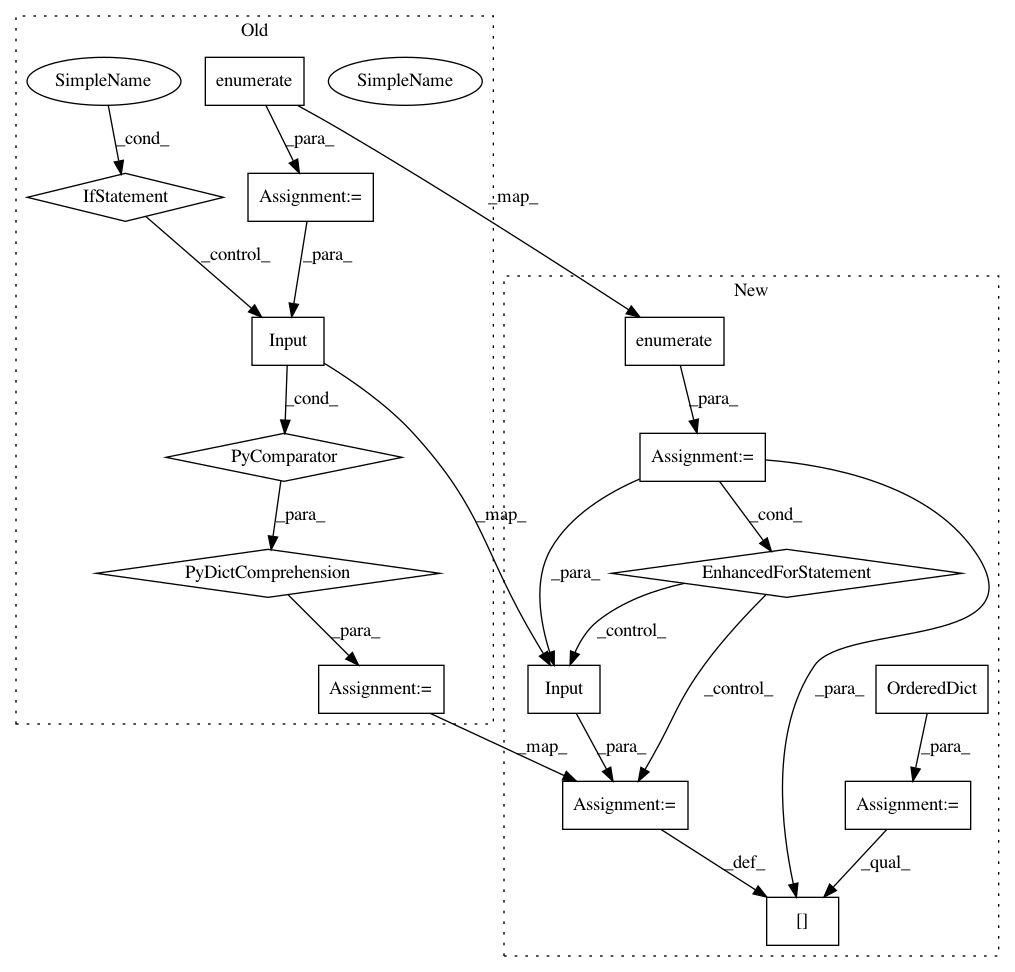 Old
SimpleName
enumerate
SimpleName
_cond_
_para_
IfStatement
Assignment:=
_map_
_control_
_para_
New
Input
enumerate
_cond_
_para_
PyComparator
Assignment:=
_para_
_map_
_cond_
PyDictComprehension
EnhancedForStatement
_para_
_para_
_control_
Assignment:=
Input
_control_
_para_
OrderedDict
_map_
_para_
_para_
Assignment:=
Assignment:=
_def_
_qual_
[]